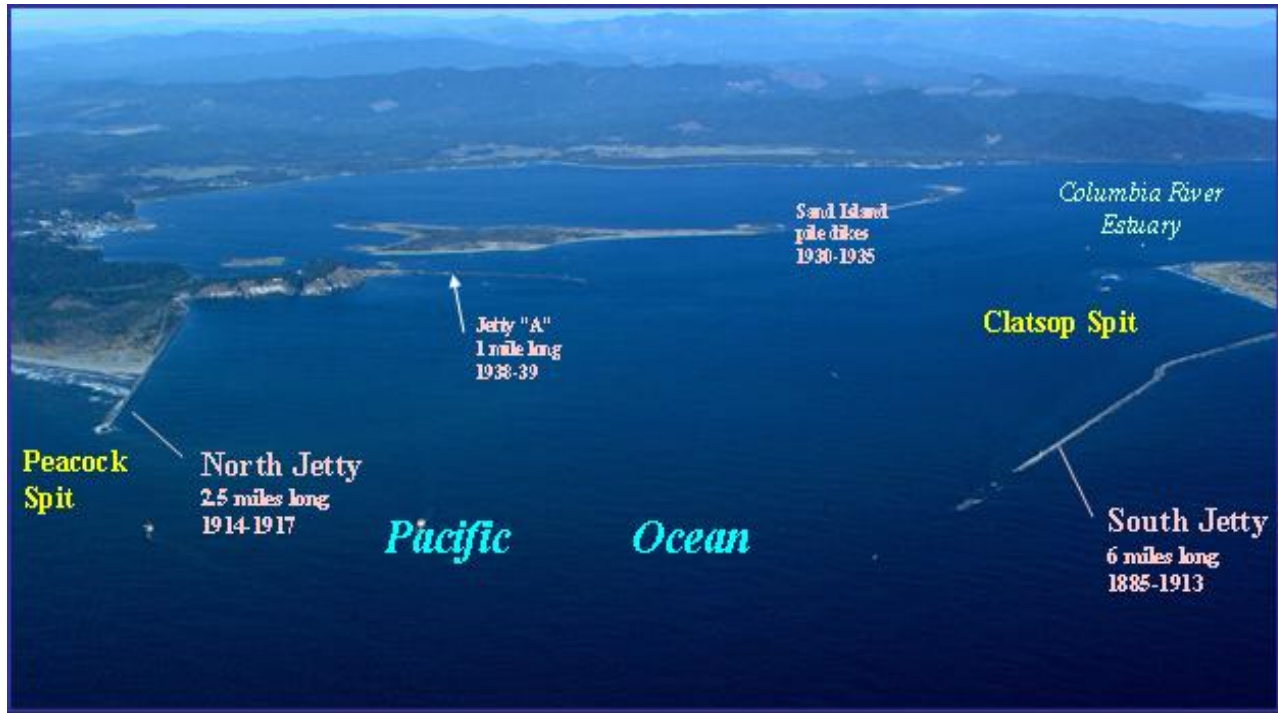 Columbia River
Estuary
Sand Island
pile dikes
1930-1935
Clatsop Spit
Jetty "A"
1 mile long
1938-39
Peacock
Spit
North Jetty
2.5 miles long
1914-1917
Pacific Ocean
South Jetty
6 miles long
1885-1913